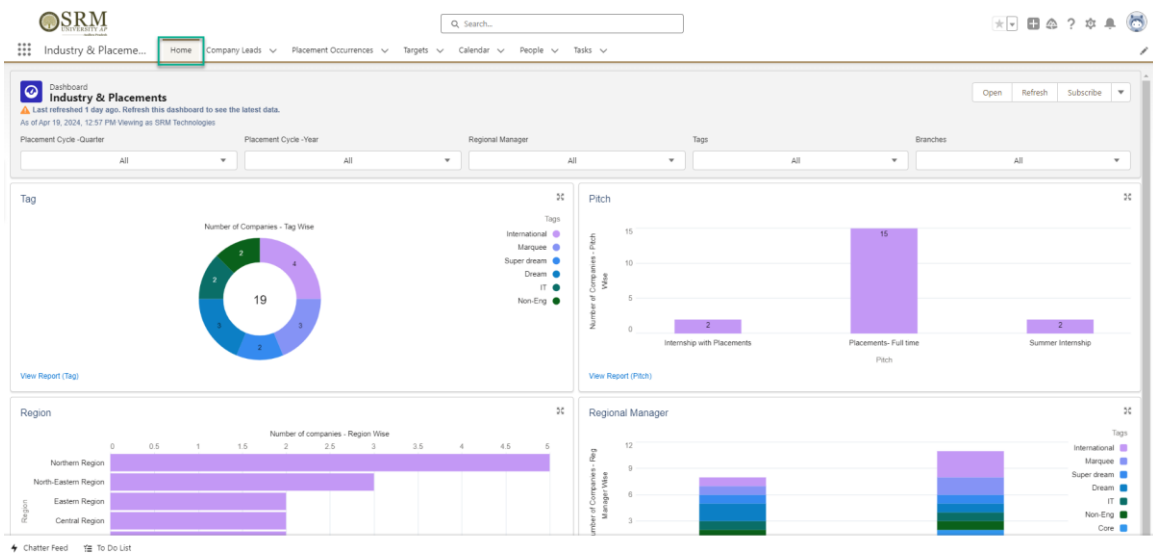 SRM
UNIVERSITY AP
Search...
Industry & Placeme...
Home
Company Leads
Placement Occurrences
Targets
Calendar
People
Tasks
Dashboard
Industry & Placements
Last refreshed 1 day ago. Refresh this dashboard to see the latest data.
As of Apr 19, 2024, 12:57 PM Viewing as SRM Technologies
Open
Refresh
Subscribe
Placement Cycle -Quarter
Placement Cycle -Year
Regional Manager
Tags
Branches
All
All
All
All
All
Tag
Number of Companies - Tag Wise
Tags
International
Marquee
Super dream
Dream
IT
Non-Eng
2
4
2
19
3
3
2
View Report (Tag)
Pitch
Number of Companies - Pitch
Wise
15
10
5
0
2
15
2
Internship with Placements
Placements- Full time
Summer Internship
Pitch
View Report (Pitch)
Region
Number of companies - Region Wise
0
0.5
1
1.5
2
2.5
3
3.5
4
4.5
5
Northern Region
North-Eastern Region
Eastern Region
Central Region
Region
Regional Manager
Companies - Reg
Manager Wise
12
9
6
3
Tags
International
Marquee
Super dream
Dream
IT
Non-Eng
Core
Chatter Feed
To Do List